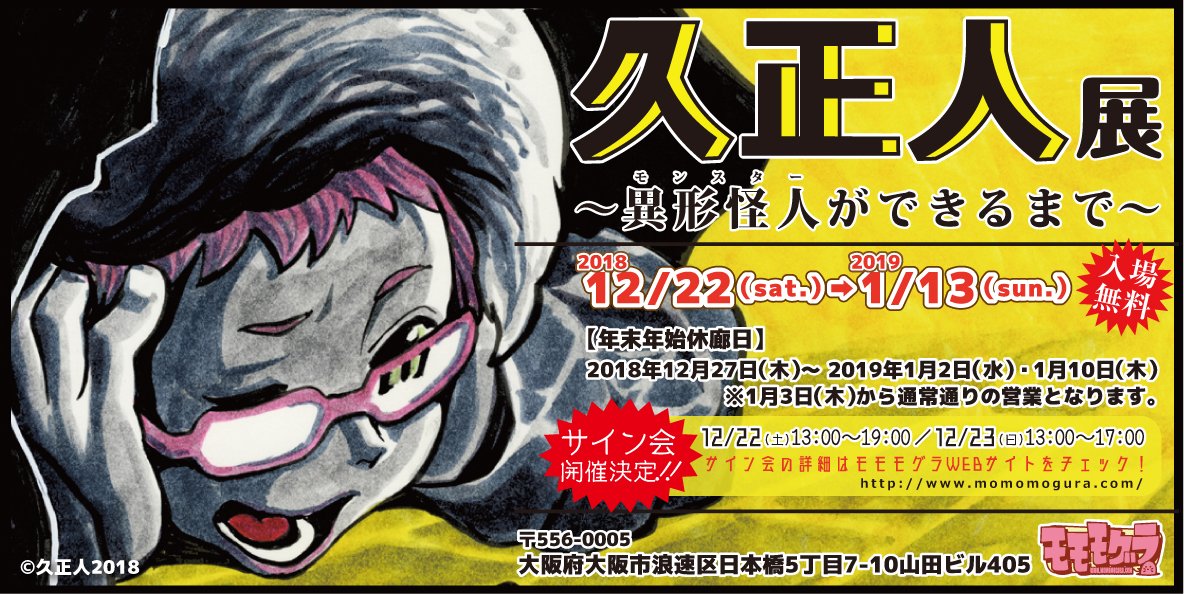 久正人展
モンスター
～異形怪人ができるまで～
2018 2019
12/22(sat.)➡1/13(sun.)
入場
無料
【年末年始休廊日】
2018年12月27日(木)～ 2019年1月2日(水)・1月10日(木)
※1月3日(木)から通常通りの営業となります。
サイン会
開催決定!!
12/22(土)13:00～19:00／12/23(日)13:00～17:00
サイン会の詳細はモモモグラWEBサイトをチェック！
http://www.momomogura.com/
〒556-0005
大阪府大阪市浪速区日本橋5丁目7-10山田ビル405
モモモグラ
WWW.MOMOMOGURA.COM
©久正人2018